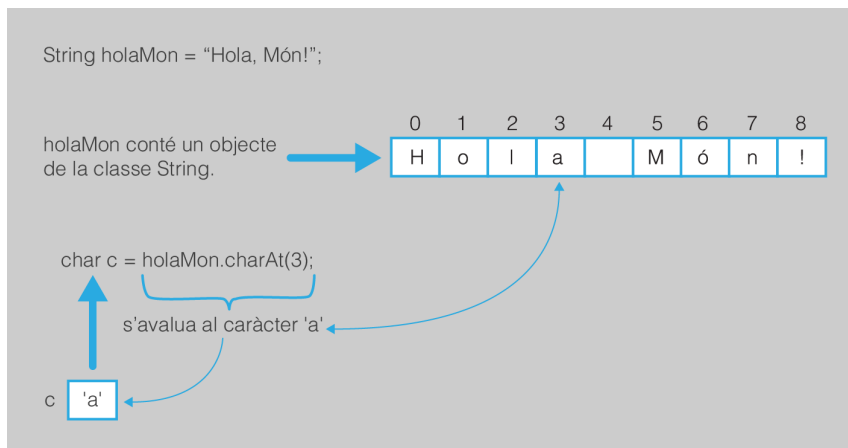 String holaMon = “Hola, Món!”;
0 1 2 3 4 5 6 7 8
holaMon conté un objecte
de la classe String.
H o l a M ó n !
char c = holaMon.charAt(3);
s'avalua al caràcter 'a'
c 'a'